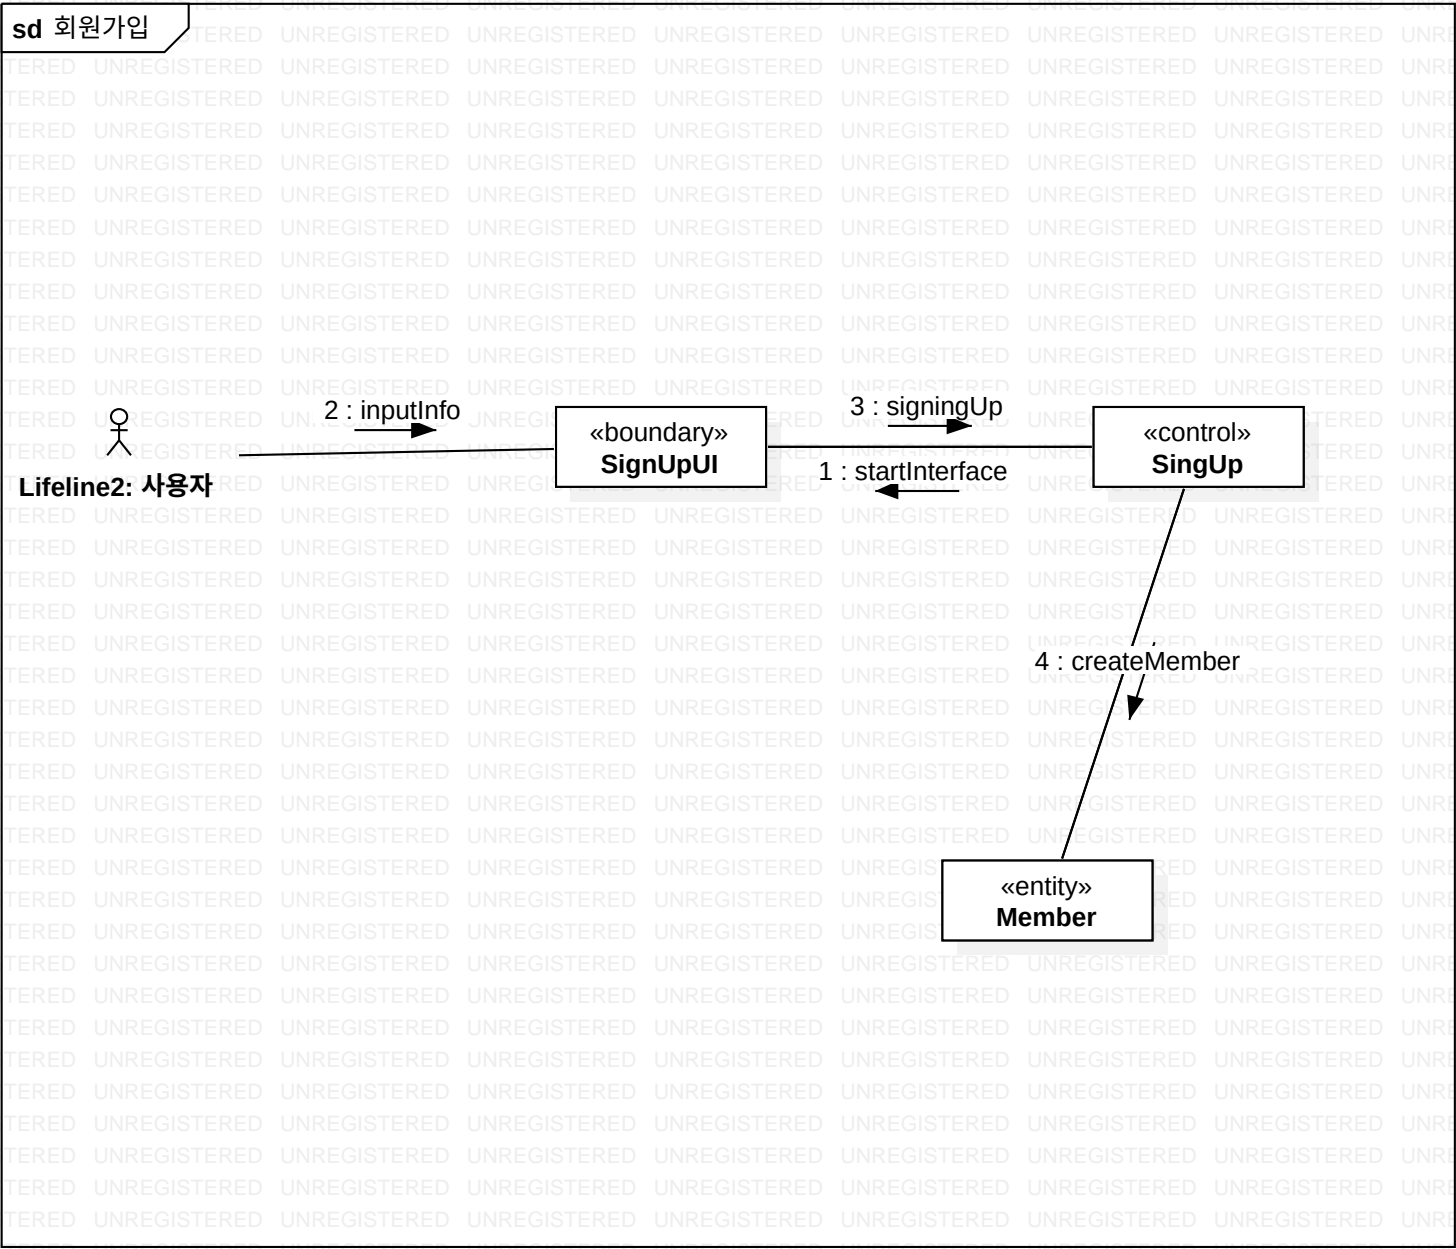 sd 회원가입
2 : inputInfo
3 : signingUp
«boundary»
SignUpUI
«control»
SingUp
1 : startInterface
Lifeline2: 사용자
4 : createMember
«entity»
Member
UNREGISTERED